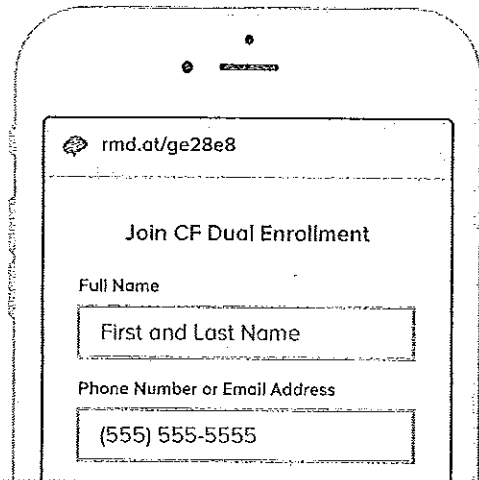 rmd.at/ge28e8
Join CF Dual Enrollment
Full Name
First and Last Name
Phone Number or Email Address
(555) 555-5555